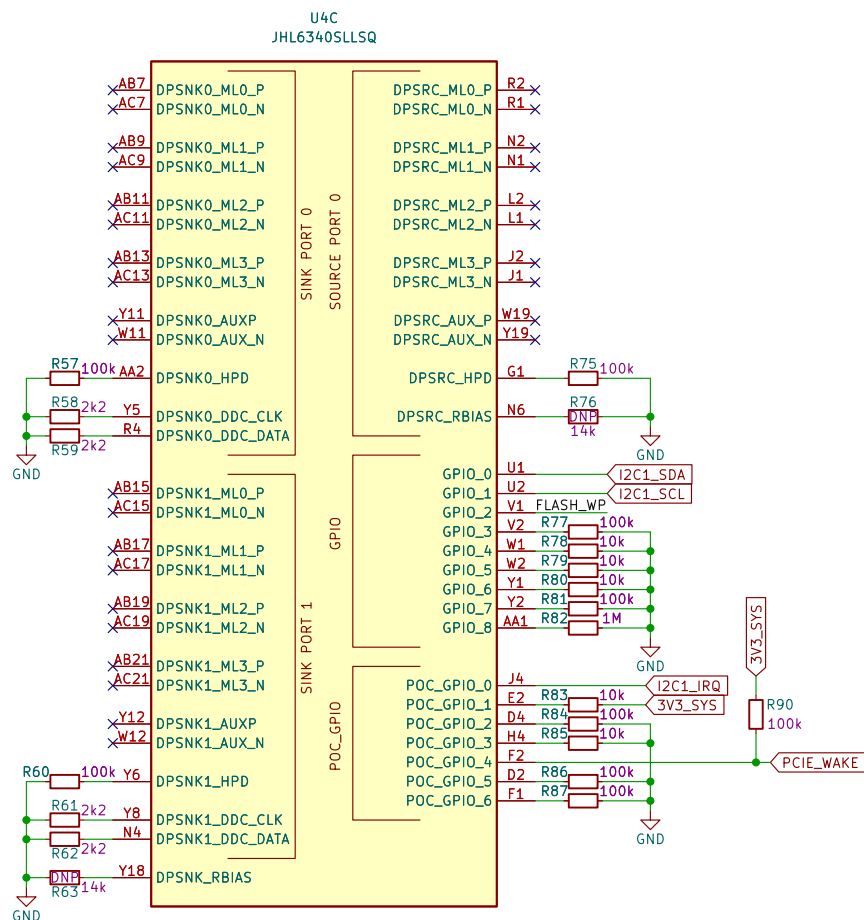 U4C
JHL6340SLLSQ
AB7 DPSNK0_ML0_P DPSRC_ML0_P R2
AC7 DPSNK0_ML0_N DPSRC_ML0_N R1
AB9 DPSNK0_ML1_P DPSRC_ML1_P N2
AC9 DPSNK0_ML1_N DPSRC_ML1_N N1
AB11 DPSNK0_ML2_P DPSRC_ML2_P L2
AC11 DPSNK0_ML2_N DPSRC_ML2_N L1
AB13 DPSNK0_ML3_P DPSRC_ML3_P J2
AC13 DPSNK0_ML3_N DPSRC_ML3_N J1
SINK PORT 0
SOURCE PORT 0
Y11 DPSNK0_AUXP DPSRC_AUX_P W19
W11 DPSNK0_AUX_N DPSRC_AUX_N Y19
R57 100k AA2 DPSNK0_HPD DPSRC_HPD G1 R75 100k
R58 2k2 Y5 DPSNK0_DDC_CLK DPSRC_RBIAS N6 R76 DNP 14k
R59 2k2 R4 DPSNK0_DDC_DATA
GND
GND
GPIO_0 U1 I2C1_SDA
AB15 DPSNK1_ML0_P GPIO_1 U2 I2C1_SCL
AC15 DPSNK1_ML0_N GPIO_2 V1 FLASH_WP
GPIO_3 V2 R77 100k
AB17 DPSNK1_ML1_P GPIO_4 W1 R78 10k
AC17 DPSNK1_ML1_N GPIO_5 W2 R79 10k
GPIO_6 Y1 R80 10k
AB19 DPSNK1_ML2_P GPIO_7 Y2 R81 100k
AC19 DPSNK1_ML2_N GPIO_8 AA1 R82 1M
GPIO
SINK PORT 1
GND
3V3_SYS
AB21 DPSNK1_ML3_P
AC21 DPSNK1_ML3_N POC_GPIO_0 J4 I2C1_IRQ
POC_GPIO_1 E2 R83 10k 3V3_SYS
R90 100k
Y12 DPSNK1_AUXP POC_GPIO_2 D4 R84 100k
W12 DPSNK1_AUX_N POC_GPIO_3 H4 R85 10k
POC_GPIO
POC_GPIO_4 F2 PCIE_WAKE
R60 100k Y6 DPSNK1_HPD POC_GPIO_5 D2 R86 100k
POC_GPIO_6 F1 R87 100k
R61 2k2 Y8 DPSNK1_DDC_CLK
R62 2k2 N4 DPSNK1_DDC_DATA
GND
R63 DNP 14k Y18 DPSNK_RBIAS
GND